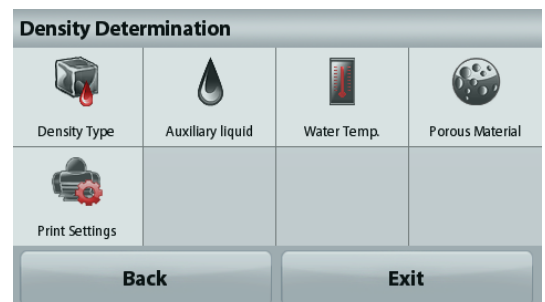 Density Determination
Density Type
Auxiliary liquid
Water Temp.
Porous Material
Print Settings
Back
Exit